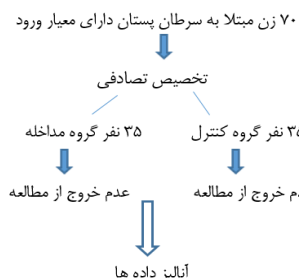 ۷۰ زن مبتلا به سرطان پستان دارای معیار ورود
تخصیص تصادفی
نفر گروه کنترل
۳۵ نفر گروه مداخله
خروج از مطالعه
عدم خروج از مطالعه
آنالیز داده ها